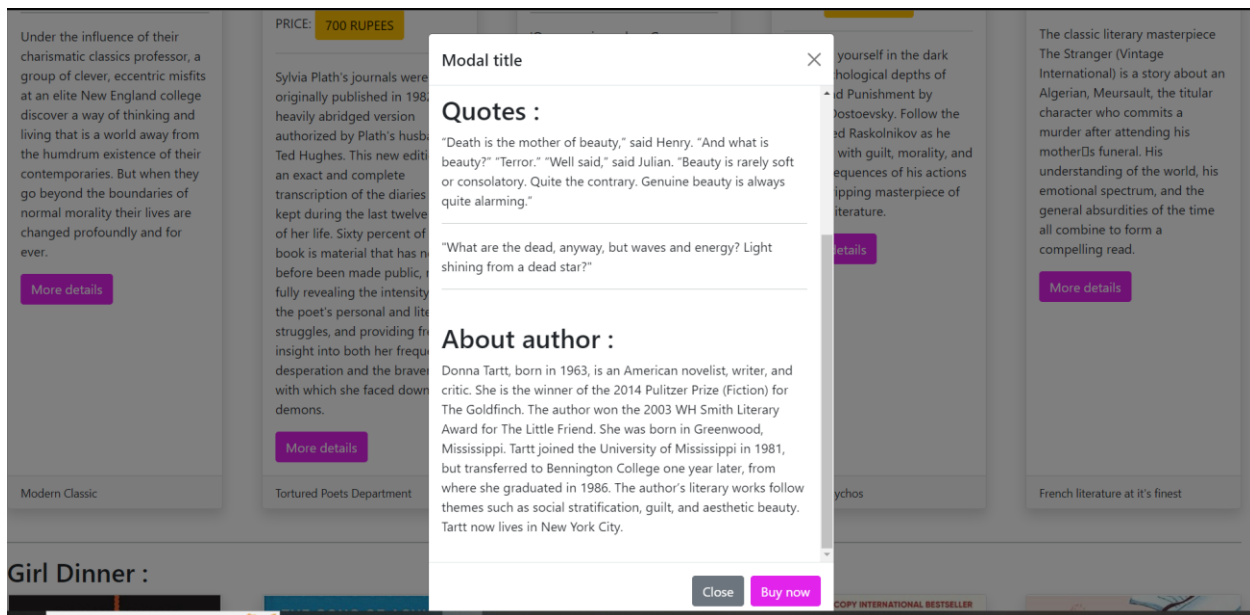 Under the influence of their
charismatic classics professor, a
group of clever, eccentric misfits
at an elite New England college
discover a way of thinking and
living that is a world away from
the humdrum existence of their
contemporaries. But when they
go beyond the boundaries of
normal morality their lives are
changed profoundly and for
ever.
More details
Modern Classic
PRICE: 700 RUPEES
Sylvia Plath's journals were
originally published in 198
heavily abridged version
authorized by Plath's husb
Ted Hughes. This new editi
an exact and complete
transcription of the diaries
kept during the last twelve
of her life. Sixty percent of
book is material that has n
before been made public,
fully revealing the intensity
the poet's personal and lite
struggles, and providing fr
insight into both her frequ
desperation and the brave
with which she faced down
demons.
More details
Tortured Poets Department
Modal title
Quotes :
“Death is the mother of beauty,” said Henry. “And what is
beauty?” “Terror.” “Well said,” said Julian. “Beauty is rarely soft
or consolatory. Quite the contrary. Genuine beauty is always
quite alarming.”
"What are the dead, anyway, but waves and energy? Light
shining from a dead star?"
About author :
Donna Tartt, born in 1963, is an American novelist, writer, and
critic. She is the winner of the 2014 Pulitzer Prize (Fiction) for
The Goldfinch. The author won the 2003 WH Smith Literary
Award for The Little Friend. She was born in Greenwood,
Mississippi. Tartt joined the University of Mississippi in 1981,
but transferred to Bennington College one year later, from
where she graduated in 1986. The author’s literary works follow
themes such as social stratification, guilt, and aesthetic beauty.
Tartt now lives in New York City.
Close
Buy now
yourself in the dark
hological depths of
nd Punishment by
Dostoevsky. Follow the
ed Raskolnikov as he
with guilt, morality, and
equences of his actions
ipping masterpiece of
iterature.
etails
ychos
The classic literary masterpiece
The Stranger (Vintage
International) is a story about an
Algerian, Meursault, the titular
character who commits a
murder after attending his
mother□s funeral. His
understanding of the world, his
emotional spectrum, and the
general absurdities of the time
all combine to form a
compelling read.
More details
French literature at it's finest
Girl Dinner :
COPY INTERNATIONAL BESTSELLER